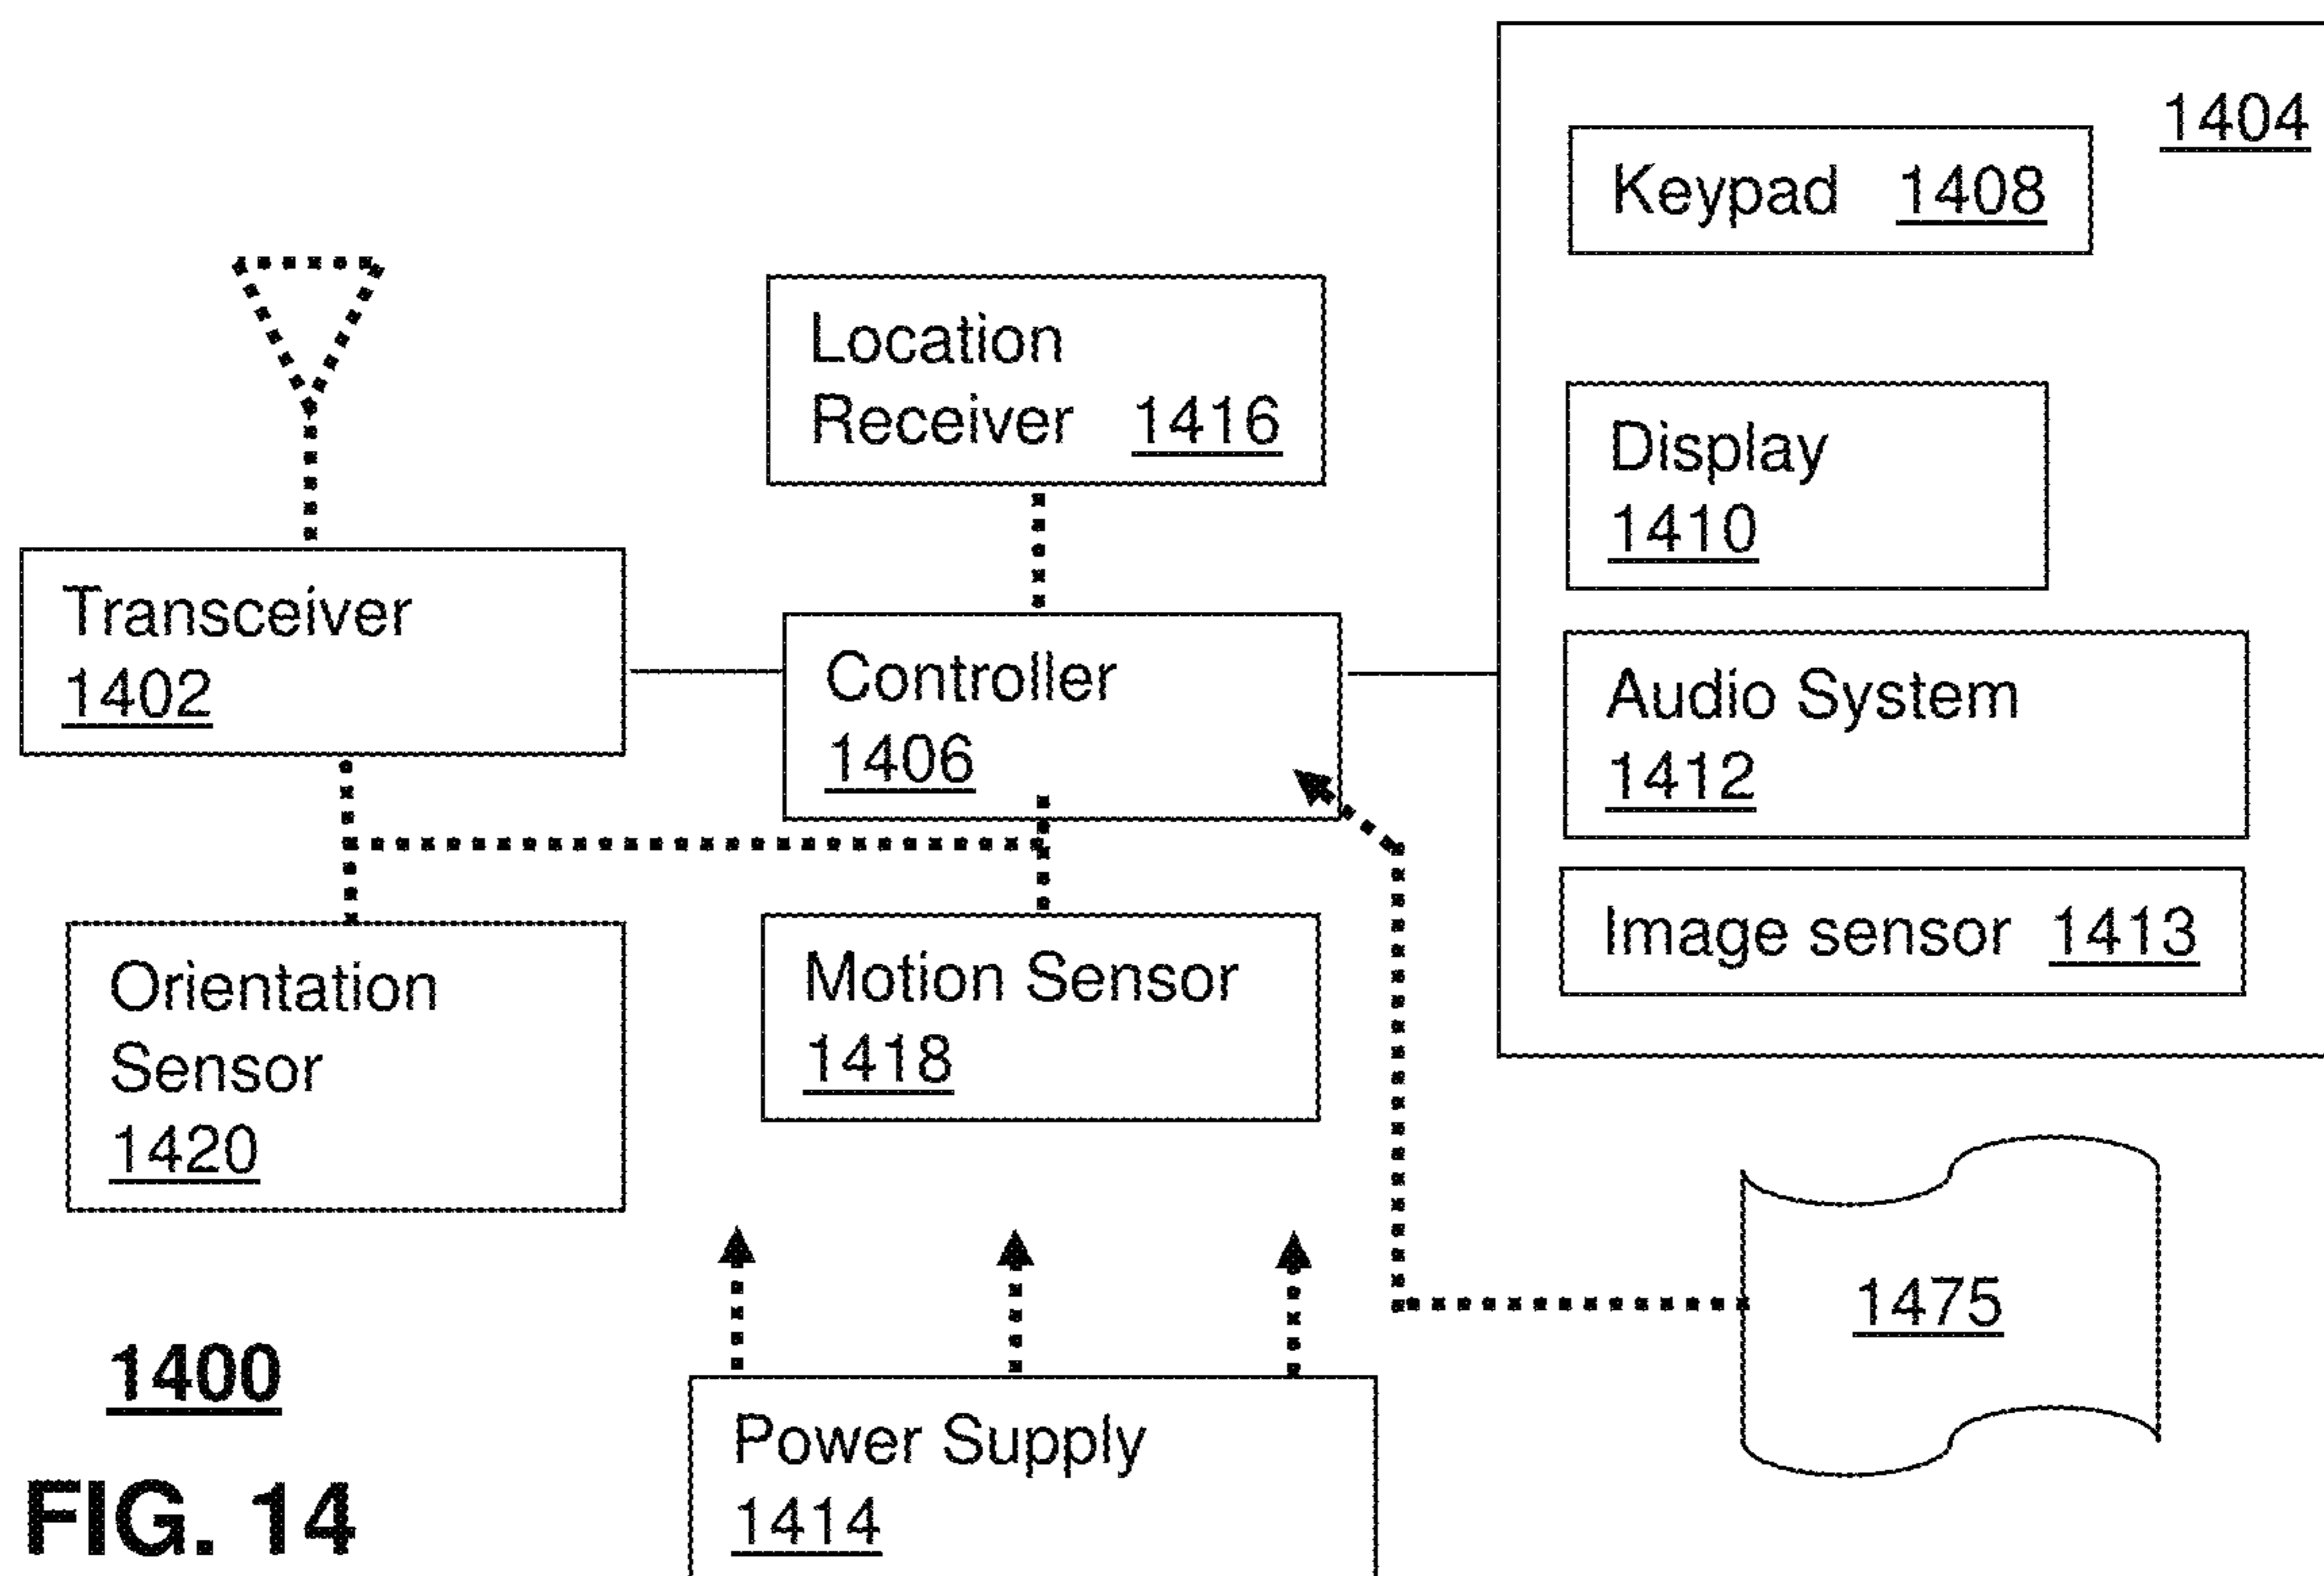 1404
Keypad 1408
Location
Receiver 1416
Display
1410
Transceiver
1402
Controller
1406
Audio System
1412
Image sensor 1413
Orientation
Sensor
1420
Motion Sensor
1418
1475
1400
Power Supply
1414
FIG. 14